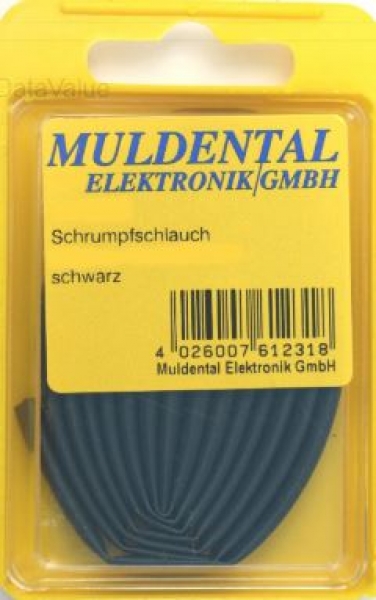 DataValue
MULDENTAL
ELEKTRONIK/GMBH
Schrumpfschlauch
schwarz
4 026007 612318
Muldental Elektronik GmbH